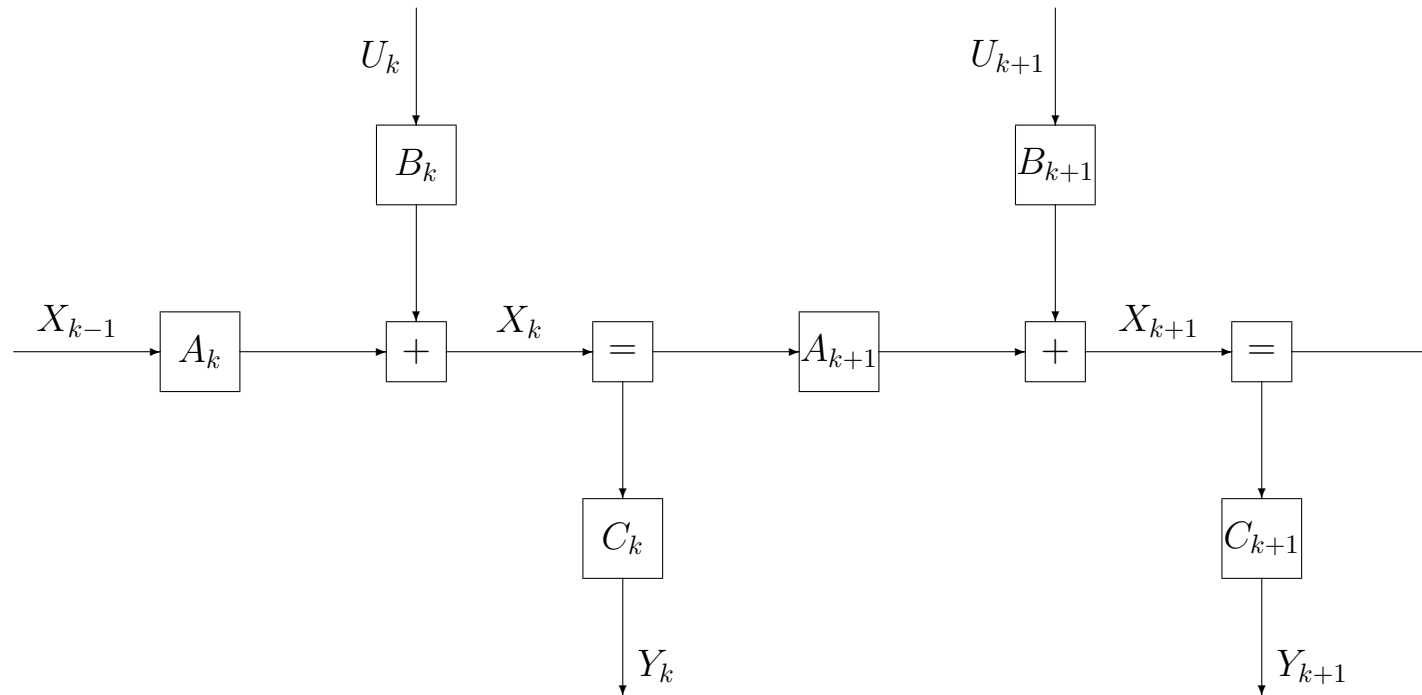 U_k U_{k+1}
B_k B_{k+1}
X_{k-1} A_k + X_k = A_{k+1} + X_{k+1} =
C_k C_{k+1}
Y_k Y_{k+1}